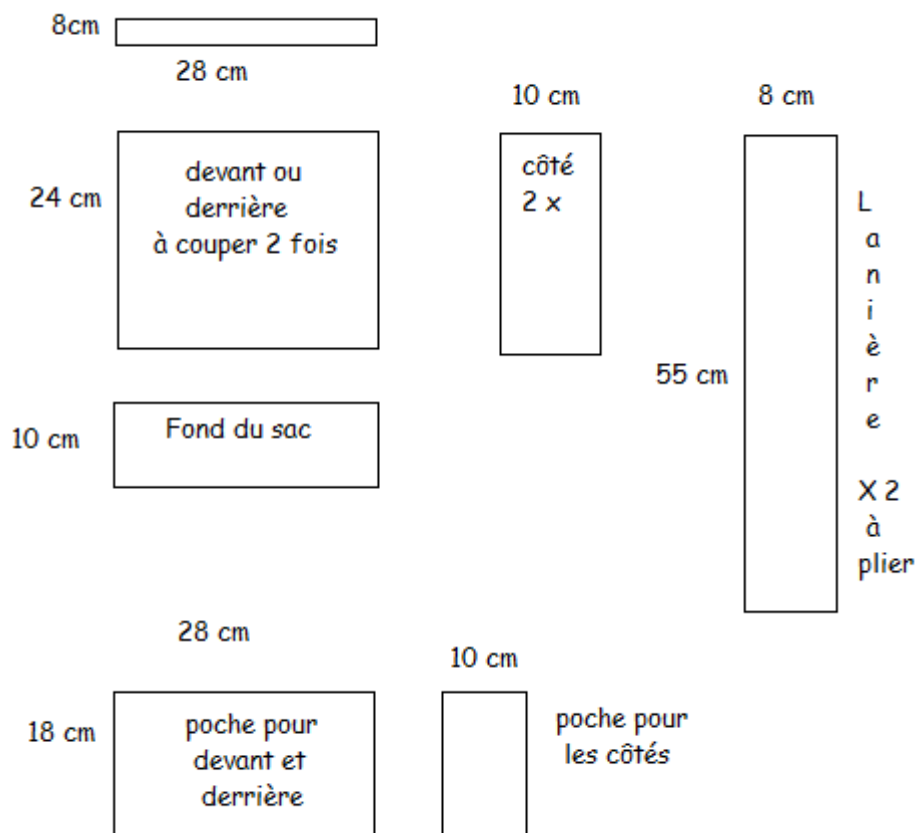 8cm
28 cm
10 cm
8 cm
24 cm
devant ou
derrière
à couper 2 fois
côté
2 x
L
a
n
i
è
r
e
X 2
à
plier
55 cm
10 cm
Fond du sac
28 cm
10 cm
18 cm
poche pour
devant et
derrière
poche pour
les côtés